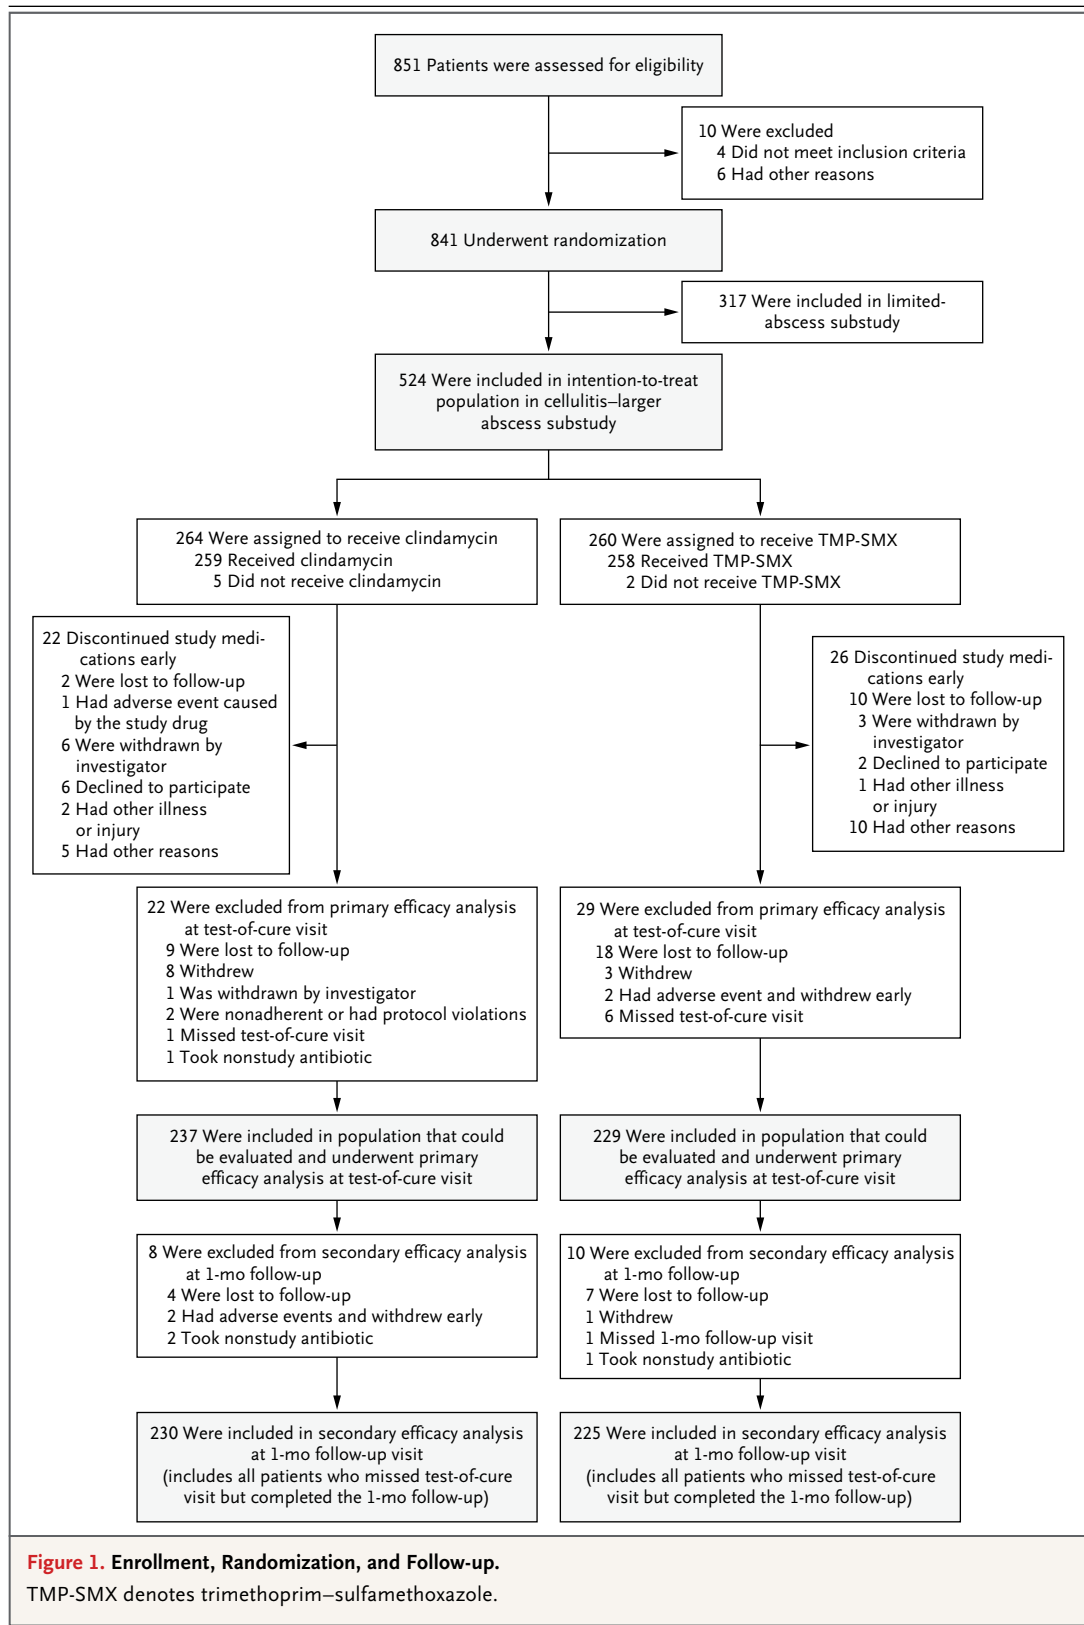 851 Patients were assessed for eligibility
10 Were excluded
4 Did not meet inclusion criteria
6 Had other reasons
841 Underwent randomization
317 Were included in limited-
abscess substudy
524 Were included in intention-to-treat
population in cellulitis–larger
abscess substudy
264 Were assigned to receive clindamycin
259 Received clindamycin
5 Did not receive clindamycin
260 Were assigned to receive TMP-SMX
258 Received TMP-SMX
2 Did not receive TMP-SMX
22 Discontinued study medi-
cations early
2 Were lost to follow-up
1 Had adverse event caused
by the study drug
6 Were withdrawn by
investigator
6 Declined to participate
2 Had other illness
or injury
5 Had other reasons
26 Discontinued study medi-
cations early
10 Were lost to follow-up
3 Were withdrawn by
investigator
2 Declined to participate
1 Had other illness
or injury
10 Had other reasons
22 Were excluded from primary efficacy analysis
at test-of-cure visit
9 Were lost to follow-up
8 Withdrew
1 Was withdrawn by investigator
2 Were nonadherent or had protocol violations
1 Missed test-of-cure visit
1 Took nonstudy antibiotic
29 Were excluded from primary efficacy analysis
at test-of-cure visit
18 Were lost to follow-up
3 Withdrew
2 Had adverse event and withdrew early
6 Missed test-of-cure visit
237 Were included in population that could
be evaluated and underwent primary
efficacy analysis at test-of-cure visit
229 Were included in population that could
be evaluated and underwent primary
efficacy analysis at test-of-cure visit
8 Were excluded from secondary efficacy analysis
at 1-mo follow-up
4 Were lost to follow-up
2 Had adverse events and withdrew early
2 Took nonstudy antibiotic
10 Were excluded from secondary efficacy analysis
at 1-mo follow-up
7 Were lost to follow-up
1 Withdrew
1 Missed 1-mo follow-up visit
1 Took nonstudy antibiotic
230 Were included in secondary efficacy analysis
at 1-mo follow-up visit
(includes all patients who missed test-of-cure
visit but completed the 1-mo follow-up)
225 Were included in secondary efficacy analysis
at 1-mo follow-up visit
(includes all patients who missed test-of-cure
visit but completed the 1-mo follow-up)
Figure 1. Enrollment, Randomization, and Follow-up.
TMP-SMX denotes trimethoprim–sulfamethoxazole.